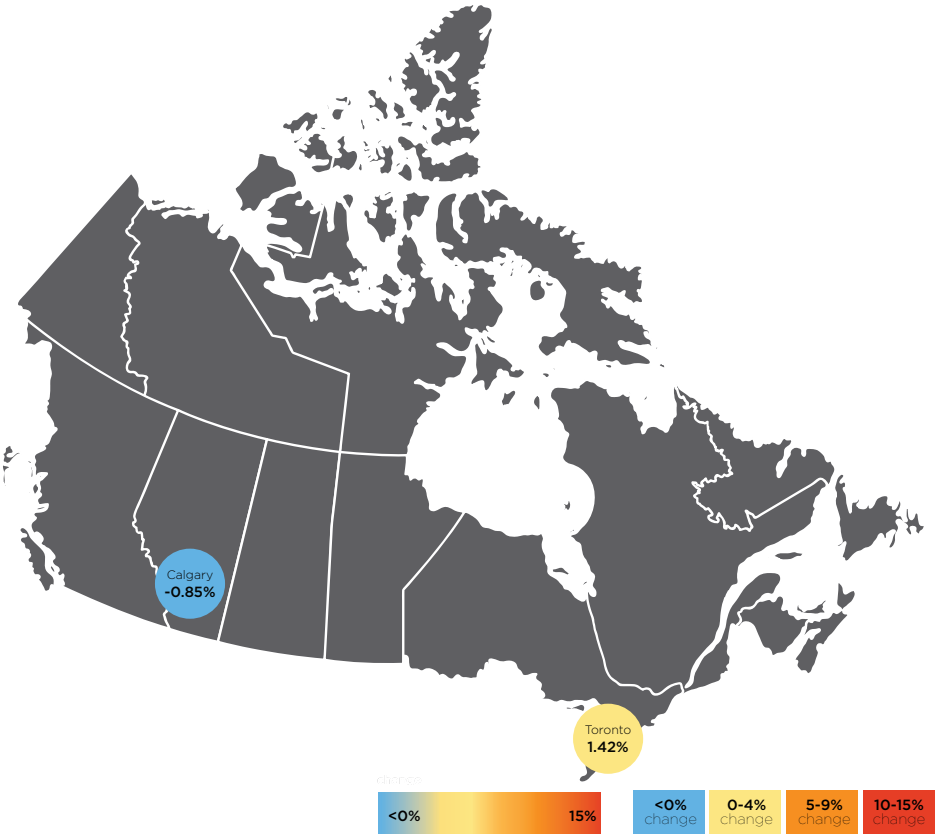 Calgary
-0.85%
Toronto
1.42%
change
<0%
15%
<0%
change
0-4%
change
5-9%
change
10-15%
change